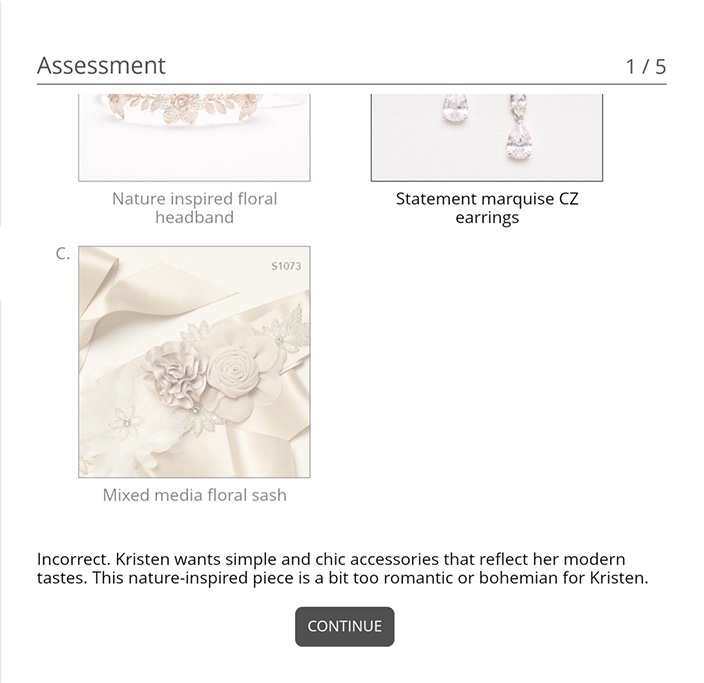 Assessment
1 / 5
Nature inspired floral
headband
Statement marquise CZ
earrings
C.
S1073
Mixed media floral sash
Incorrect. Kristen wants simple and chic accessories that reflect her modern
tastes. This nature-inspired piece is a bit too romantic or bohemian for Kristen.
CONTINUE